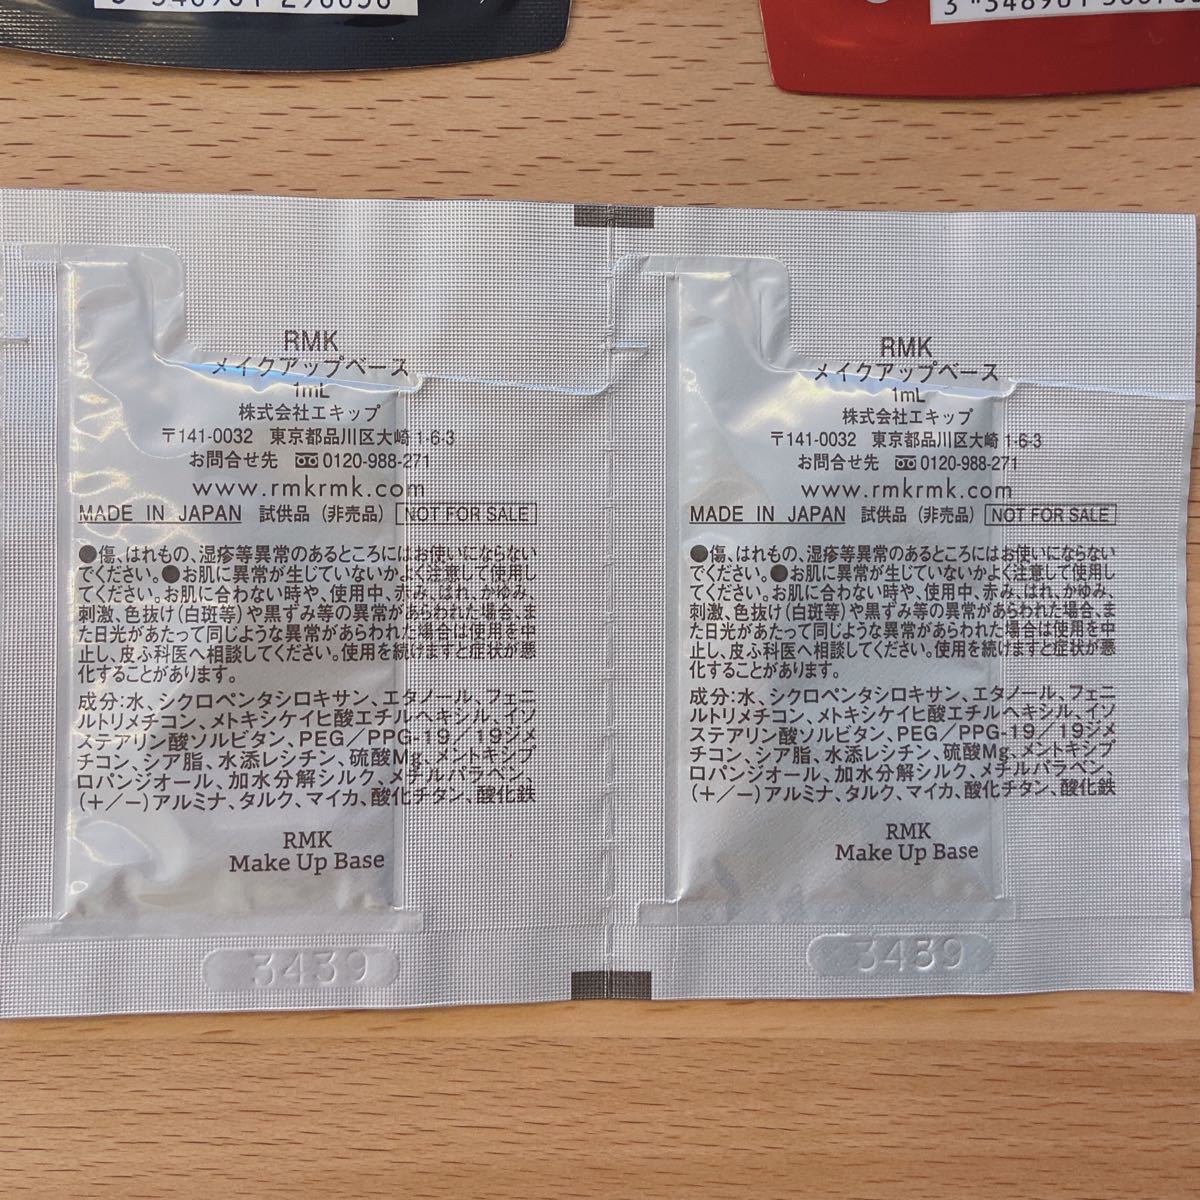 RMK
メイクアップベース
1mL
株式会社エキップ
〒141-0032 東京都品川区大崎 1-6-3
お問合せ先 0120-988-271
www.rmkrmk.com
MADE IN JAPAN 試供品(非売品) NOT FOR SALE
●傷、はれもの、湿疹等異常のあるところにはお使いにならない
でください。●お肌に異常が生じていないかよく注意して使用し
てください。お肌に合わない時や、使用中、赤み、はれ、かゆみ、
刺激、色抜け(白斑等)や黒ずみ等の異常があらわれた場合、ま
た日光があたって同じような異常があらわれた場合は使用を中
止し、皮ふ科医へ相談してください。使用を続けますと症状が悪
化することがあります。
成分:水、シクロペンタシロキサン、エタノール、フェニ
ルトリメチコン、メトキシケイヒ酸エチルヘキシル、イソ
ステアリン酸ソルビタン、PEG/PPG-19/19ジメ
チコン、シア脂、水添レシチン、硫酸Mg、メントキシプ
ロパンジオール、加水分解シルク、メチルパラベン、
(+/−)アルミナ、タルク、マイカ、酸化チタン、酸化鉄
RMK
Make Up Base
3439
RMK
メイクアップベース
1mL
株式会社エキップ
〒141-0032 東京都品川区大崎 1-6-3
お問合せ先 0120-988-271
www.rmkrmk.com
MADE IN JAPAN 試供品(非売品) NOT FOR SALE
●傷、はれもの、湿疹等異常のあるところにはお使いにならない
でください。●お肌に異常が生じていないかよく注意して使用し
てください。お肌に合わない時や、使用中、赤み、はれ、かゆみ、
刺激、色抜け(白斑等)や黒ずみ等の異常があらわれた場合、ま
た日光があたって同じような異常があらわれた場合は使用を中
止し、皮ふ科医へ相談してください。使用を続けますと症状が悪
化することがあります。
成分:水、シクロペンタシロキサン、エタノール、フェニ
ルトリメチコン、メトキシケイヒ酸エチルヘキシル、イソ
ステアリン酸ソルビタン、PEG/PPG-19/19ジメ
チコン、シア脂、水添レシチン、硫酸Mg、メントキシプ
ロパンジオール、加水分解シルク、メチルパラベン、
(+/−)アルミナ、タルク、マイカ、酸化チタン、酸化鉄
RMK
Make Up Base
3439